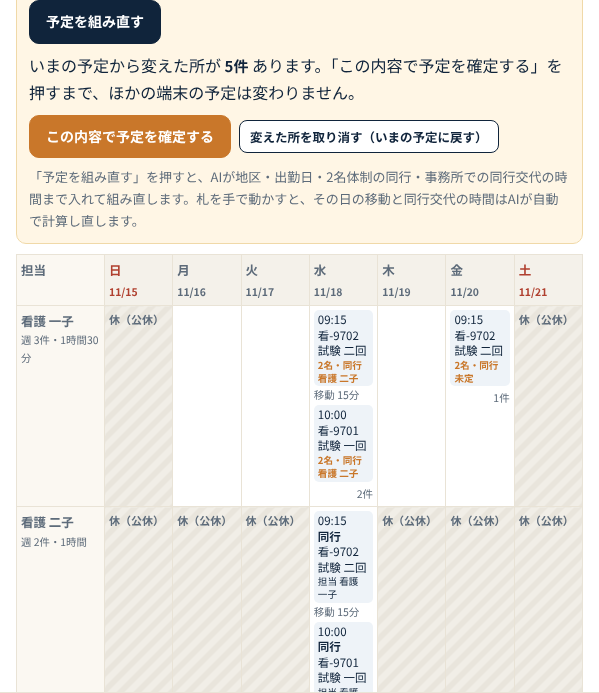 予定を組み直す
いまの予定から変えた所が 5件 あります。「この内容で予定を確定する」を
押すまで、ほかの端末の予定は変わりません。
この内容で予定を確定する
変えた所を取り消す（いまの予定に戻す）
「予定を組み直す」を押すと、AIが地区・出勤日・2名体制の同行・事務所での同行交代の時
間まで入れて組み直します。札を手で動かすと、その日の移動と同行交代の時間はAIが自動
で計算し直します。
担当 日 月 火 水 木 金 土
11/15 11/16 11/17 11/18 11/19 11/20 11/21
看護 一子
週 3件・1時間30
分
休（公休）
09:15
看-9702
試験 二回
2名・同行
看護 二子
移動 15分
10:00
看-9701
試験 一回
2名・同行
看護 二子
2件
09:15
看-9702
試験 二回
2名・同行
未定
1件
休（公休）
看護 二子
週 2件・1時間
休（公休）
休（公休）
休（公休）
09:15
同行
看-9702
試験 二回
担当 看護
一子
移動 15分
10:00
同行
看-9701
試験 一回
担当 看護
休（公休）
休（公休）
休（公休）